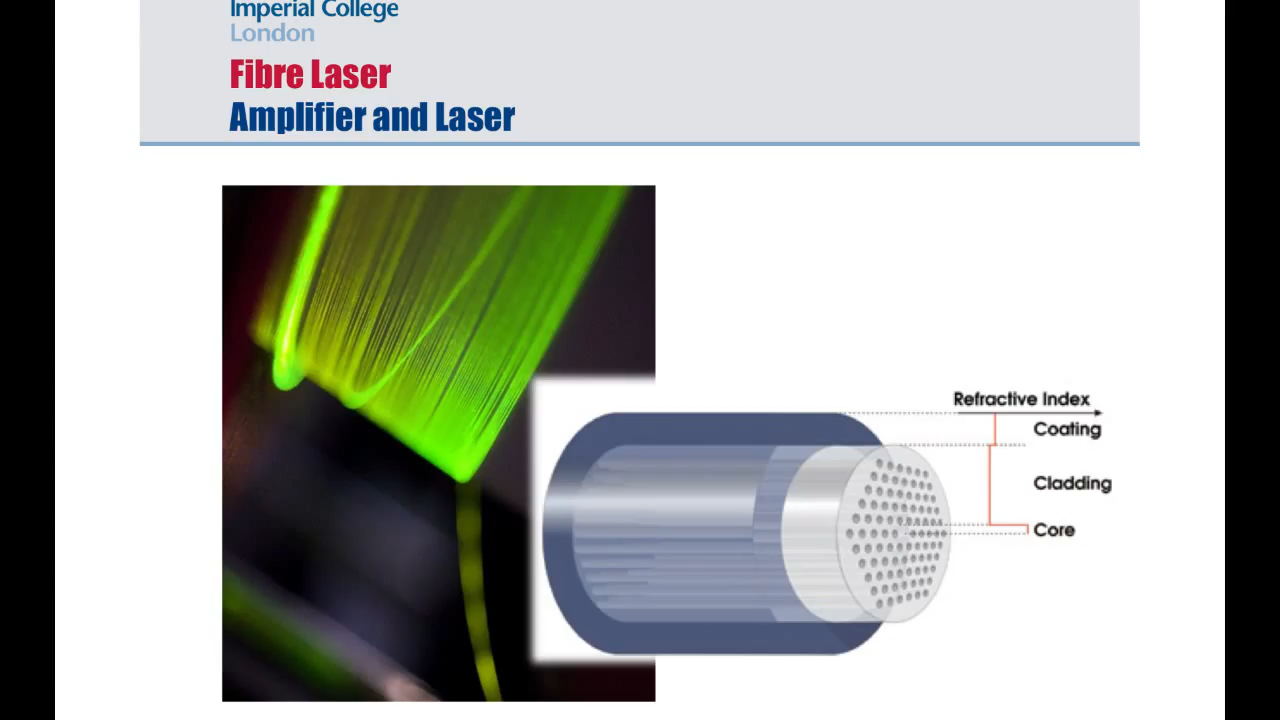 Imperial College
London
Fibre Laser
Amplifier and Laser
Refractive Index
Coating
Cladding
Core